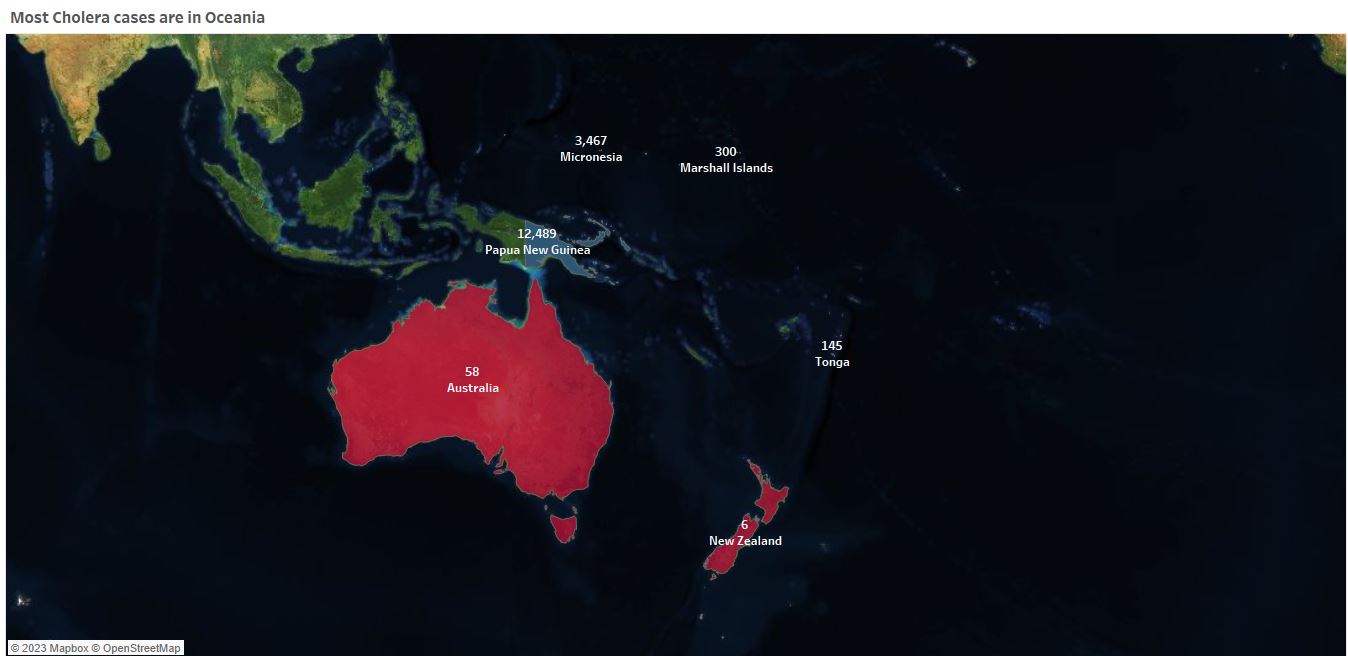 Most Cholera cases are in Oceania
3,467
Micronesia
300
Marshall Islands
12,489
Papua New Guinea
145
Tonga
58
Australia
6
New Zealand
© 2023 Mapbox © OpenStreetMap